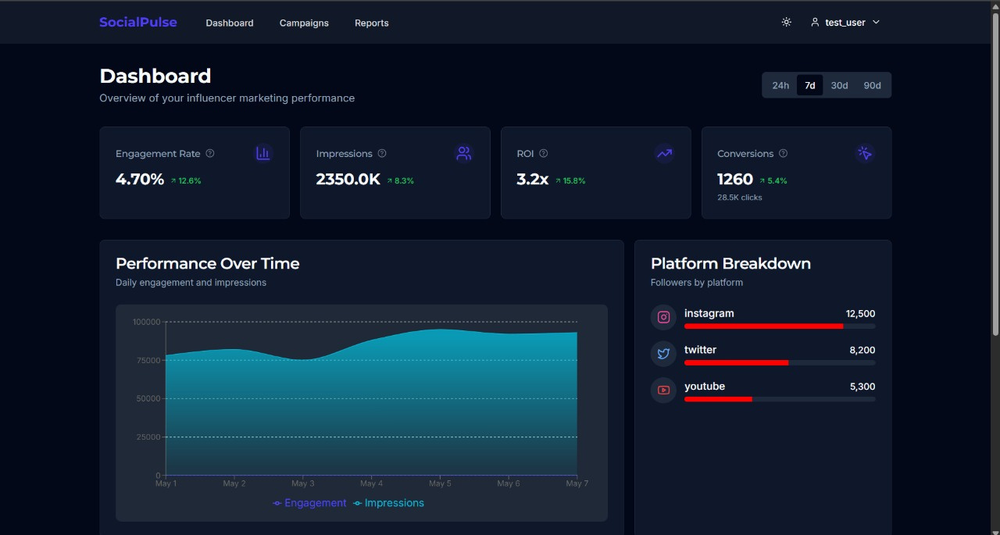 SocialPulse Dashboard Campaigns Reports test_user
Dashboard
Overview of your influencer marketing performance
24h 7d 30d 90d
Engagement Rate
4.70% 12.6%
Impressions
2350.0K 8.3%
ROI
3.2x 15.8%
Conversions
1260 5.4%
28.5K clicks
Performance Over Time
Daily engagement and impressions
100000
75000
50000
25000
0
May 1 May 2 May 3 May 4 May 5 May 6 May 7
Engagement Impressions
Platform Breakdown
Followers by platform
instagram 12,500
twitter 8,200
youtube 5,300